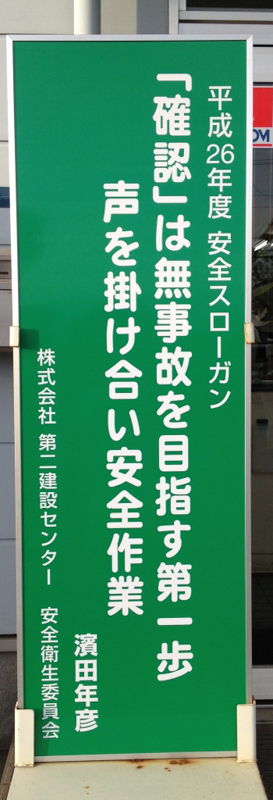 平成26年度 安全スローガン
「確認」は無事故を目指す第一歩
声を掛け合い安全作業
濱田年彦
株式会社 第二建設センター 安全衛生委員会
OM